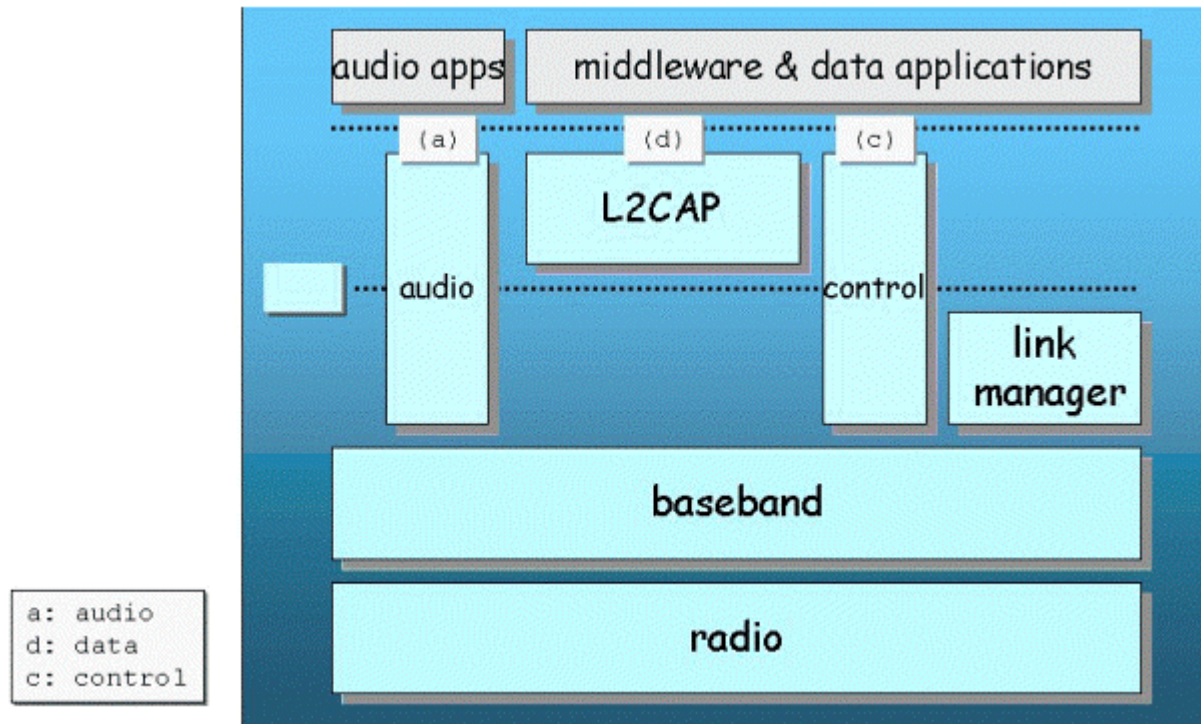 audio apps
middleware & data applications
(a)
(d)
(c)
L2CAP
audio
control
link
manager
baseband
radio
a: audio
d: data
c: control